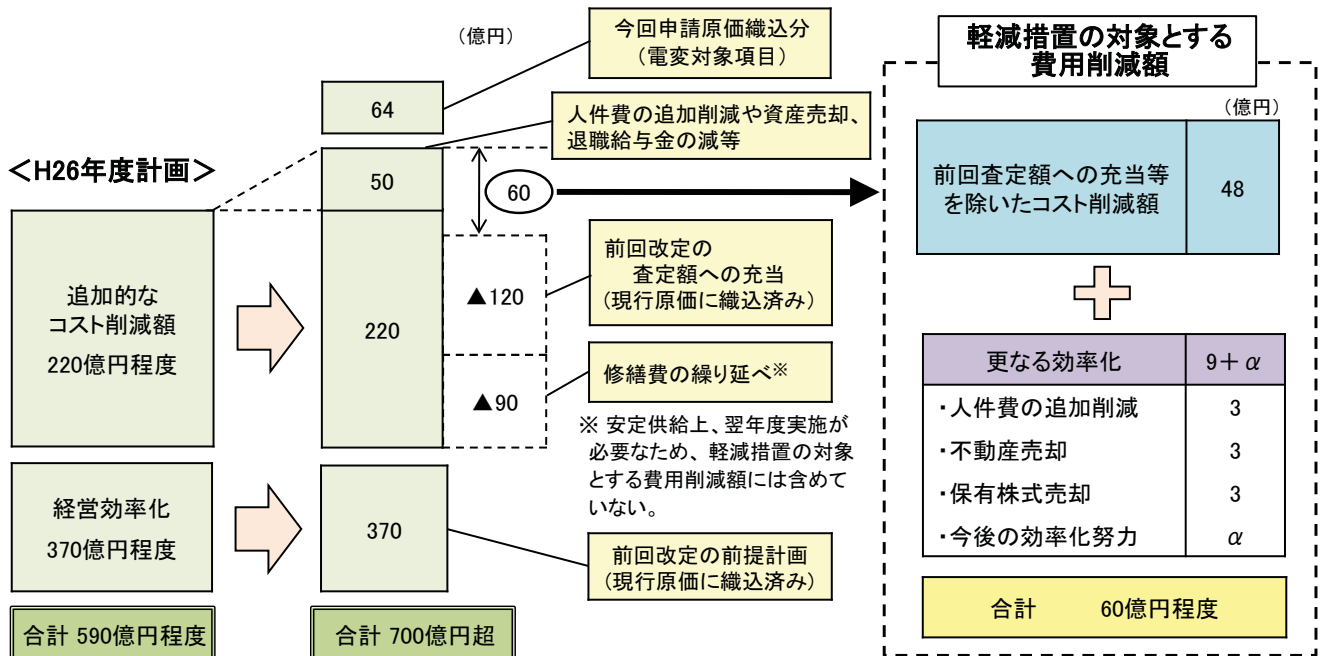 (億円)
今回申請原価織込分
(電変対象項目)
64
人件費の追加削減や資産売却、
退職給与金の減等
<H26年度計画>
50
60
追加的な
コスト削減額
220億円程度
220
▲120
▲90
前回改定の
査定額への充当
(現行原価に織込済み)
修繕費の繰り延べ※
※ 安定供給上、翌年度実施が
必要なため、軽減措置の対象
とする費用削減額には含めて
いない。
経営効率化
370億円程度
370
前回改定の前提計画
(現行原価に織込済み)
合計 590億円程度
合計 700億円超
軽減措置の対象とする
費用削減額
(億円)
前回査定額への充当等
を除いたコスト削減額
48
更なる効率化 9+α
・人件費の追加削減 3
・不動産売却 3
・保有株式売却 3
・今後の効率化努力 α
合計 60億円程度